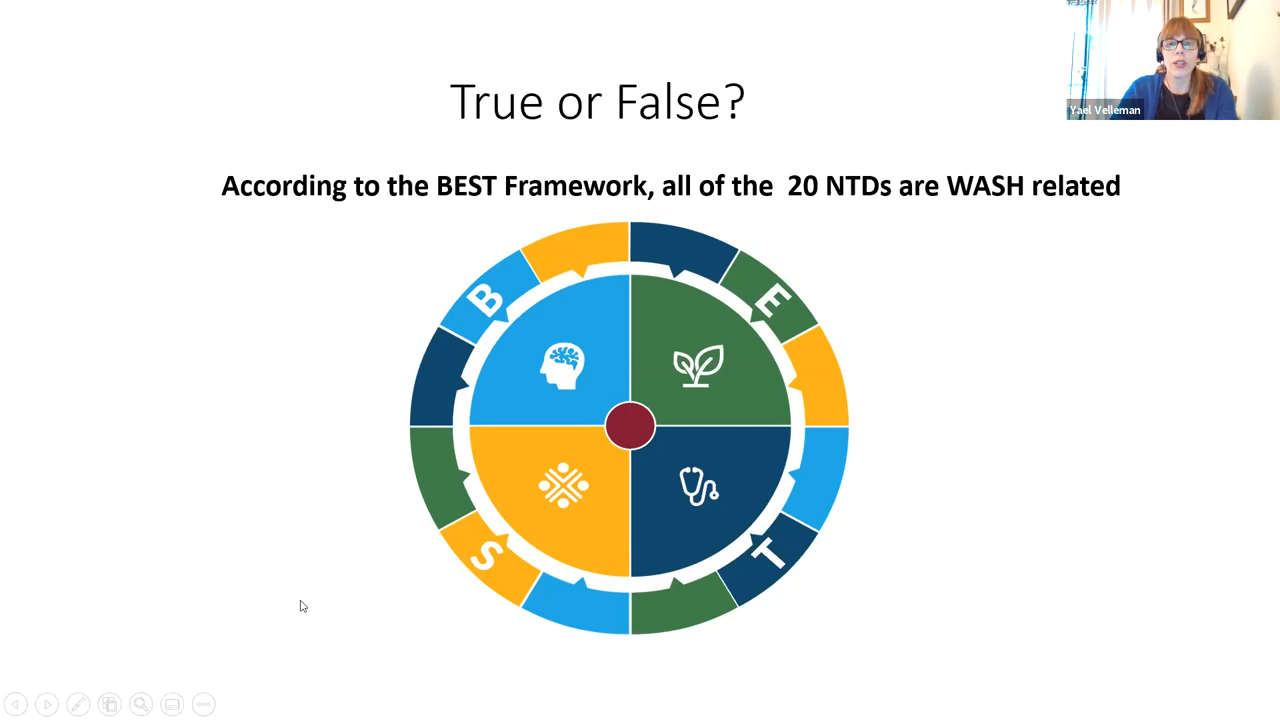 True or False?
According to the BEST Framework, all of the  20 NTDs are WASH related
B
E
S
T
Yael Velleman